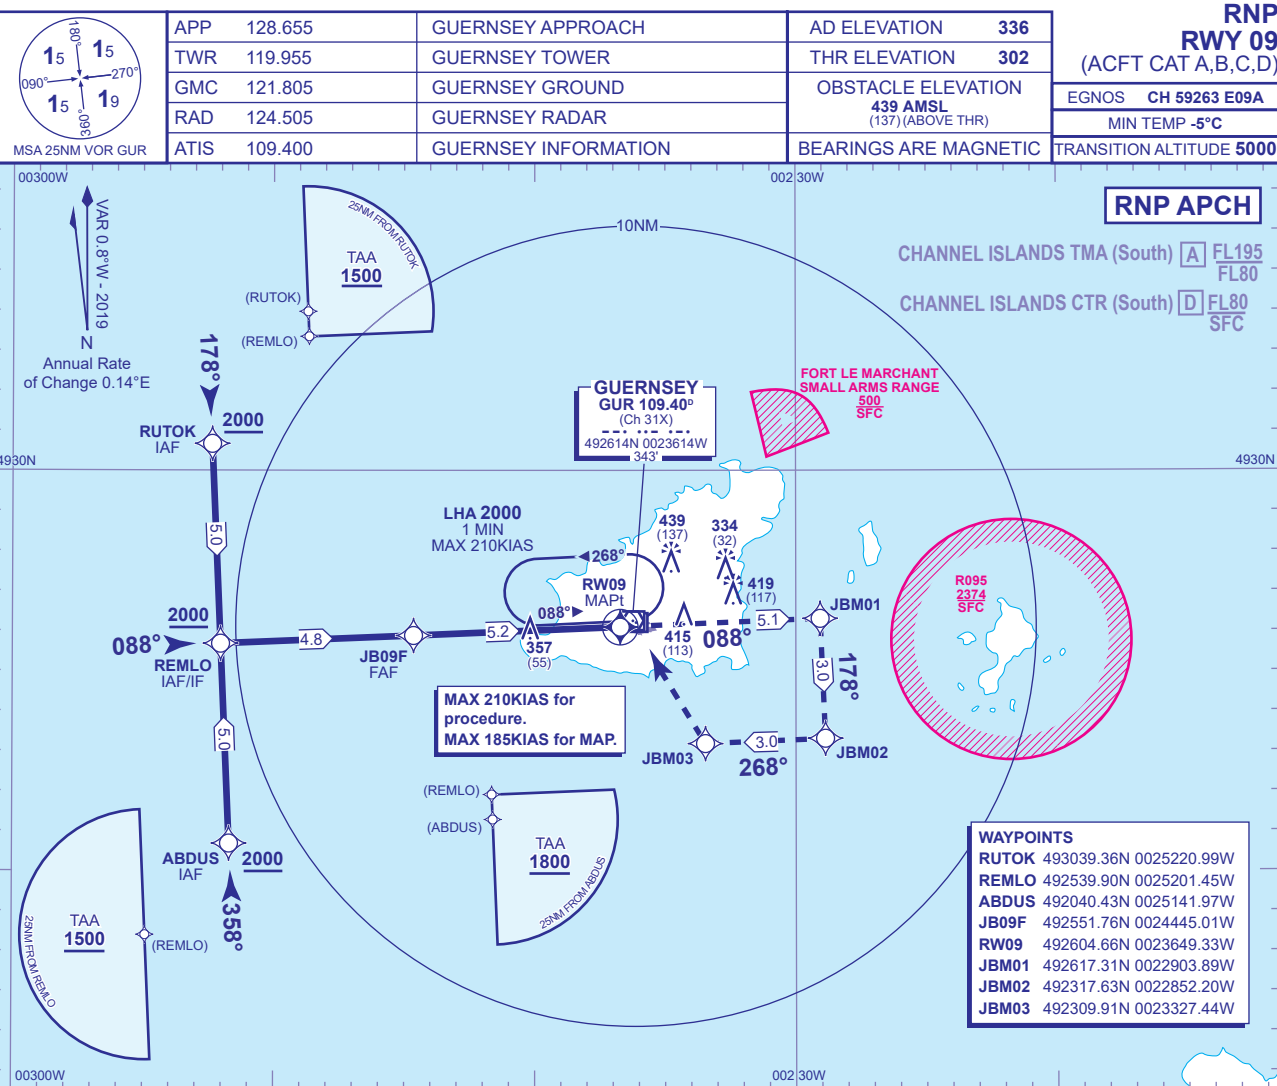 180°
15 15
090° 270°
15 19
360°
MSA 25NM VOR GUR
APP 128.655 GUERNSEY APPROACH
TWR 119.955 GUERNSEY TOWER
GMC 121.805 GUERNSEY GROUND
RAD 124.505 GUERNSEY RADAR
ATIS 109.400 GUERNSEY INFORMATION
AD ELEVATION 336
THR ELEVATION 302
OBSTACLE ELEVATION
439 AMSL
(137) (ABOVE THR)
BEARINGS ARE MAGNETIC
RNP
RWY 09
(ACFT CAT A,B,C,D)
EGNOS CH 59263 E09A
MIN TEMP -5°C
TRANSITION ALTITUDE 5000
00300W
00230W
RNP APCH
CHANNEL ISLANDS TMA (South) A FL195
FL80
CHANNEL ISLANDS CTR (South) D FL80
SFC
VAR 0.8°W - 2019
N
Annual Rate
of Change 0.14°E
25NM FROM RUTOK
TAA
1500
(RUTOK)
(REMLO)
10NM
178°
2000
RUTOK
IAF
4930N
4930N
FORT LE MARCHANT
SMALL ARMS RANGE
500
SFC
GUERNSEY
GUR 109.40D
(Ch 31X)
492614N 0023614W
343'
LHA 2000
1 MIN
MAX 210KIAS
268°
088°
RW09
MAPt
439
(137)
334
(32)
419
(117)
415
(113)
357
(55)
R095
2374
SFC
5.0
2000
088°
REMLO
IAF/IF
4.8
JB09F
FAF
5.2
088°
5.1
JBM01
3.0
178°
JBM02
3.0
268°
JBM03
MAX 210KIAS for
procedure.
MAX 185KIAS for MAP.
5.0
ABDUS
IAF
2000
358°
(REMLO)
(ABDUS)
TAA
1800
25NM FROM ABDUS
TAA
1500
(REMLO)
25NM FROM REMLO
WAYPOINTS
RUTOK 493039.36N 0025220.99W
REMLO 492539.90N 0025201.45W
ABDUS 492040.43N 0025141.97W
JB09F 492551.76N 0024445.01W
RW09 492604.66N 0023649.33W
JBM01 492617.31N 0022903.89W
JBM02 492317.63N 0022852.20W
JBM03 492309.91N 0023327.44W
00300W
00230W